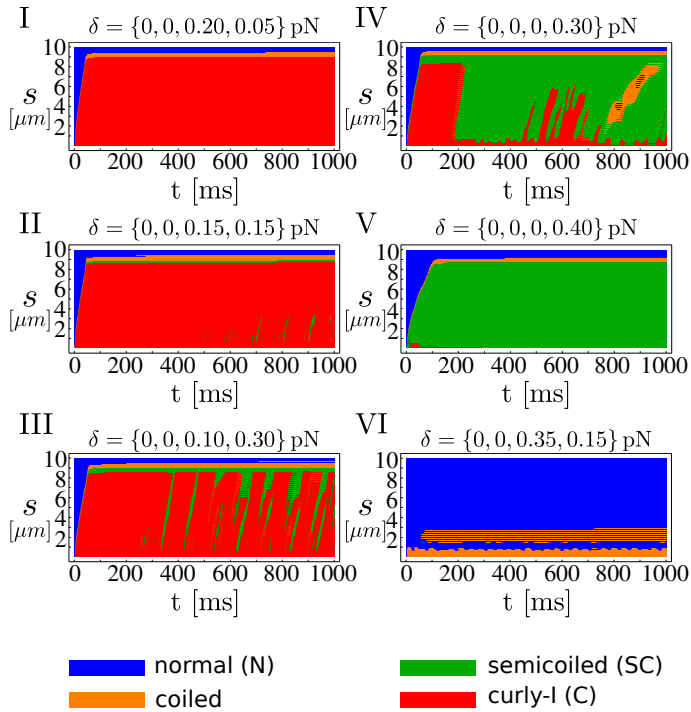 I δ = {0, 0, 0.20, 0.05} pN
10
8
6
4
2
s
[μm]
0 200 400 600 800 1000
t [ms]
II δ = {0, 0, 0.15, 0.15} pN
10
8
6
4
2
s
[μm]
0 200 400 600 800 1000
t [ms]
III δ = {0, 0, 0.10, 0.30} pN
10
8
6
4
2
s
[μm]
0 200 400 600 800 1000
t [ms]
IV δ = {0, 0, 0, 0.30} pN
10
8
6
4
2
s
[μm]
0 200 400 600 800 1000
t [ms]
V δ = {0, 0, 0, 0.40} pN
10
8
6
4
2
s
[μm]
0 200 400 600 800 1000
t [ms]
VI δ = {0, 0, 0.35, 0.15} pN
10
8
6
4
2
s
[μm]
0 200 400 600 800 1000
t [ms]
normal (N)
coiled
semicoiled (SC)
curly-I (C)